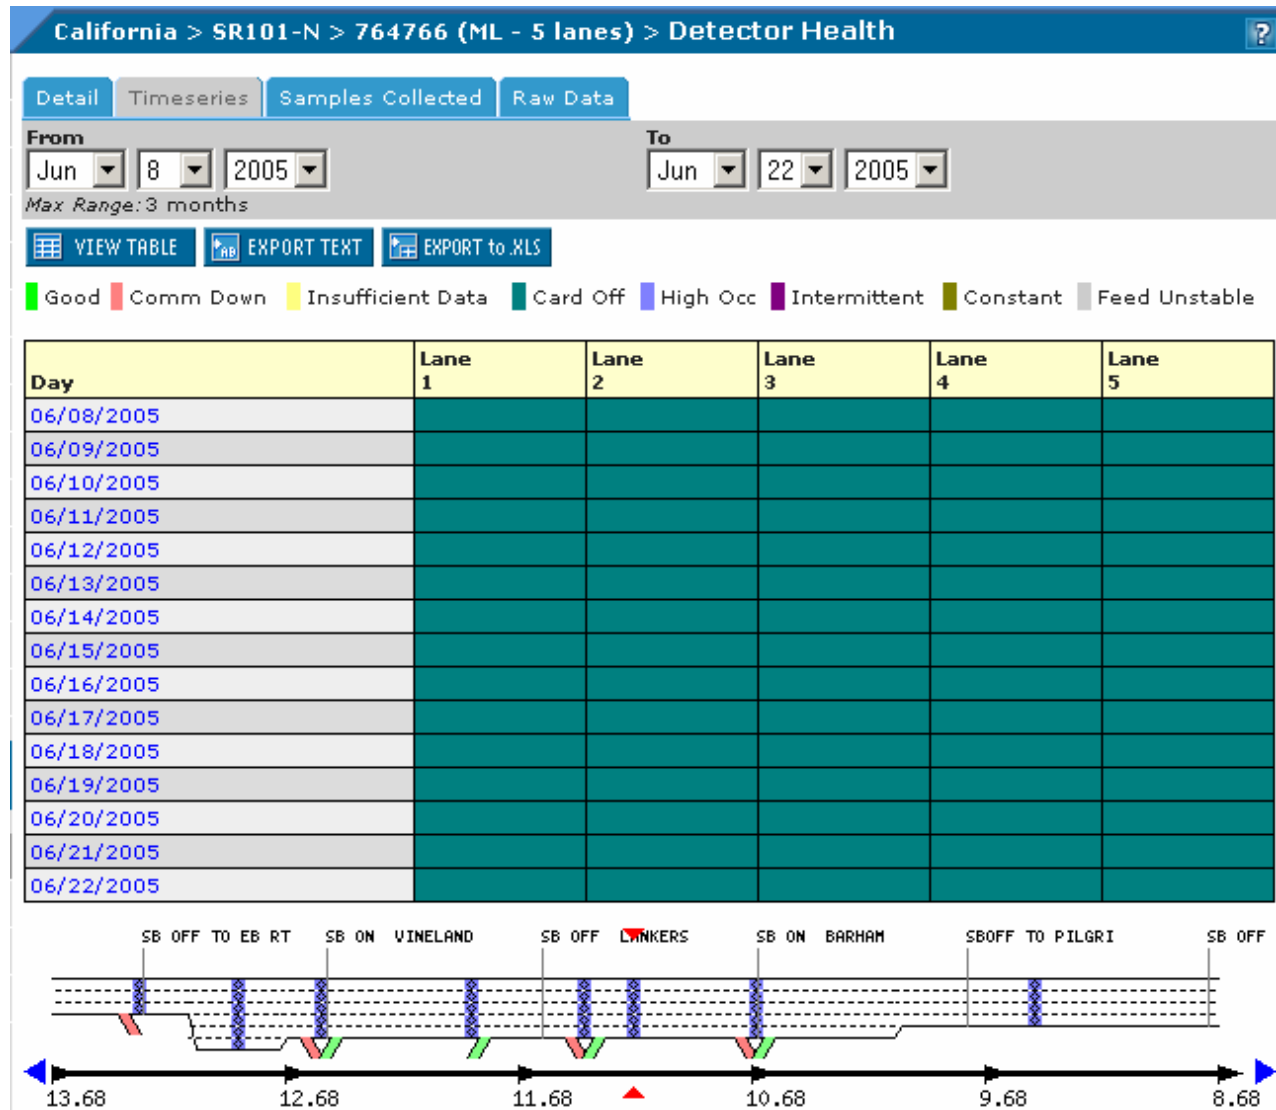 California > SR101-N > 764766 (ML - 5 lanes) > Detector Health ?
Detail Timeseries Samples Collected Raw Data
From To
Jun 8 2005 Jun 22 2005
Max Range: 3 months
VIEW TABLE EXPORT TEXT EXPORT to .XLS
Good Comm Down Insufficient Data Card Off High Occ Intermittent Constant Feed Unstable
Day Lane 1 Lane 2 Lane 3 Lane 4 Lane 5
06/08/2005
06/09/2005
06/10/2005
06/11/2005
06/12/2005
06/13/2005
06/14/2005
06/15/2005
06/16/2005
06/17/2005
06/18/2005
06/19/2005
06/20/2005
06/21/2005
06/22/2005
SB OFF TO EB RT SB ON VINELAND SB OFF LANKERS SB ON BARHAM SBOFF TO PILGRI SB OFF
13.68 12.68 11.68 10.68 9.68 8.68